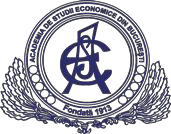 ACADEMIA DE STUDII ECONOMICE DIN BUCUREȘTI
Fondată 1913